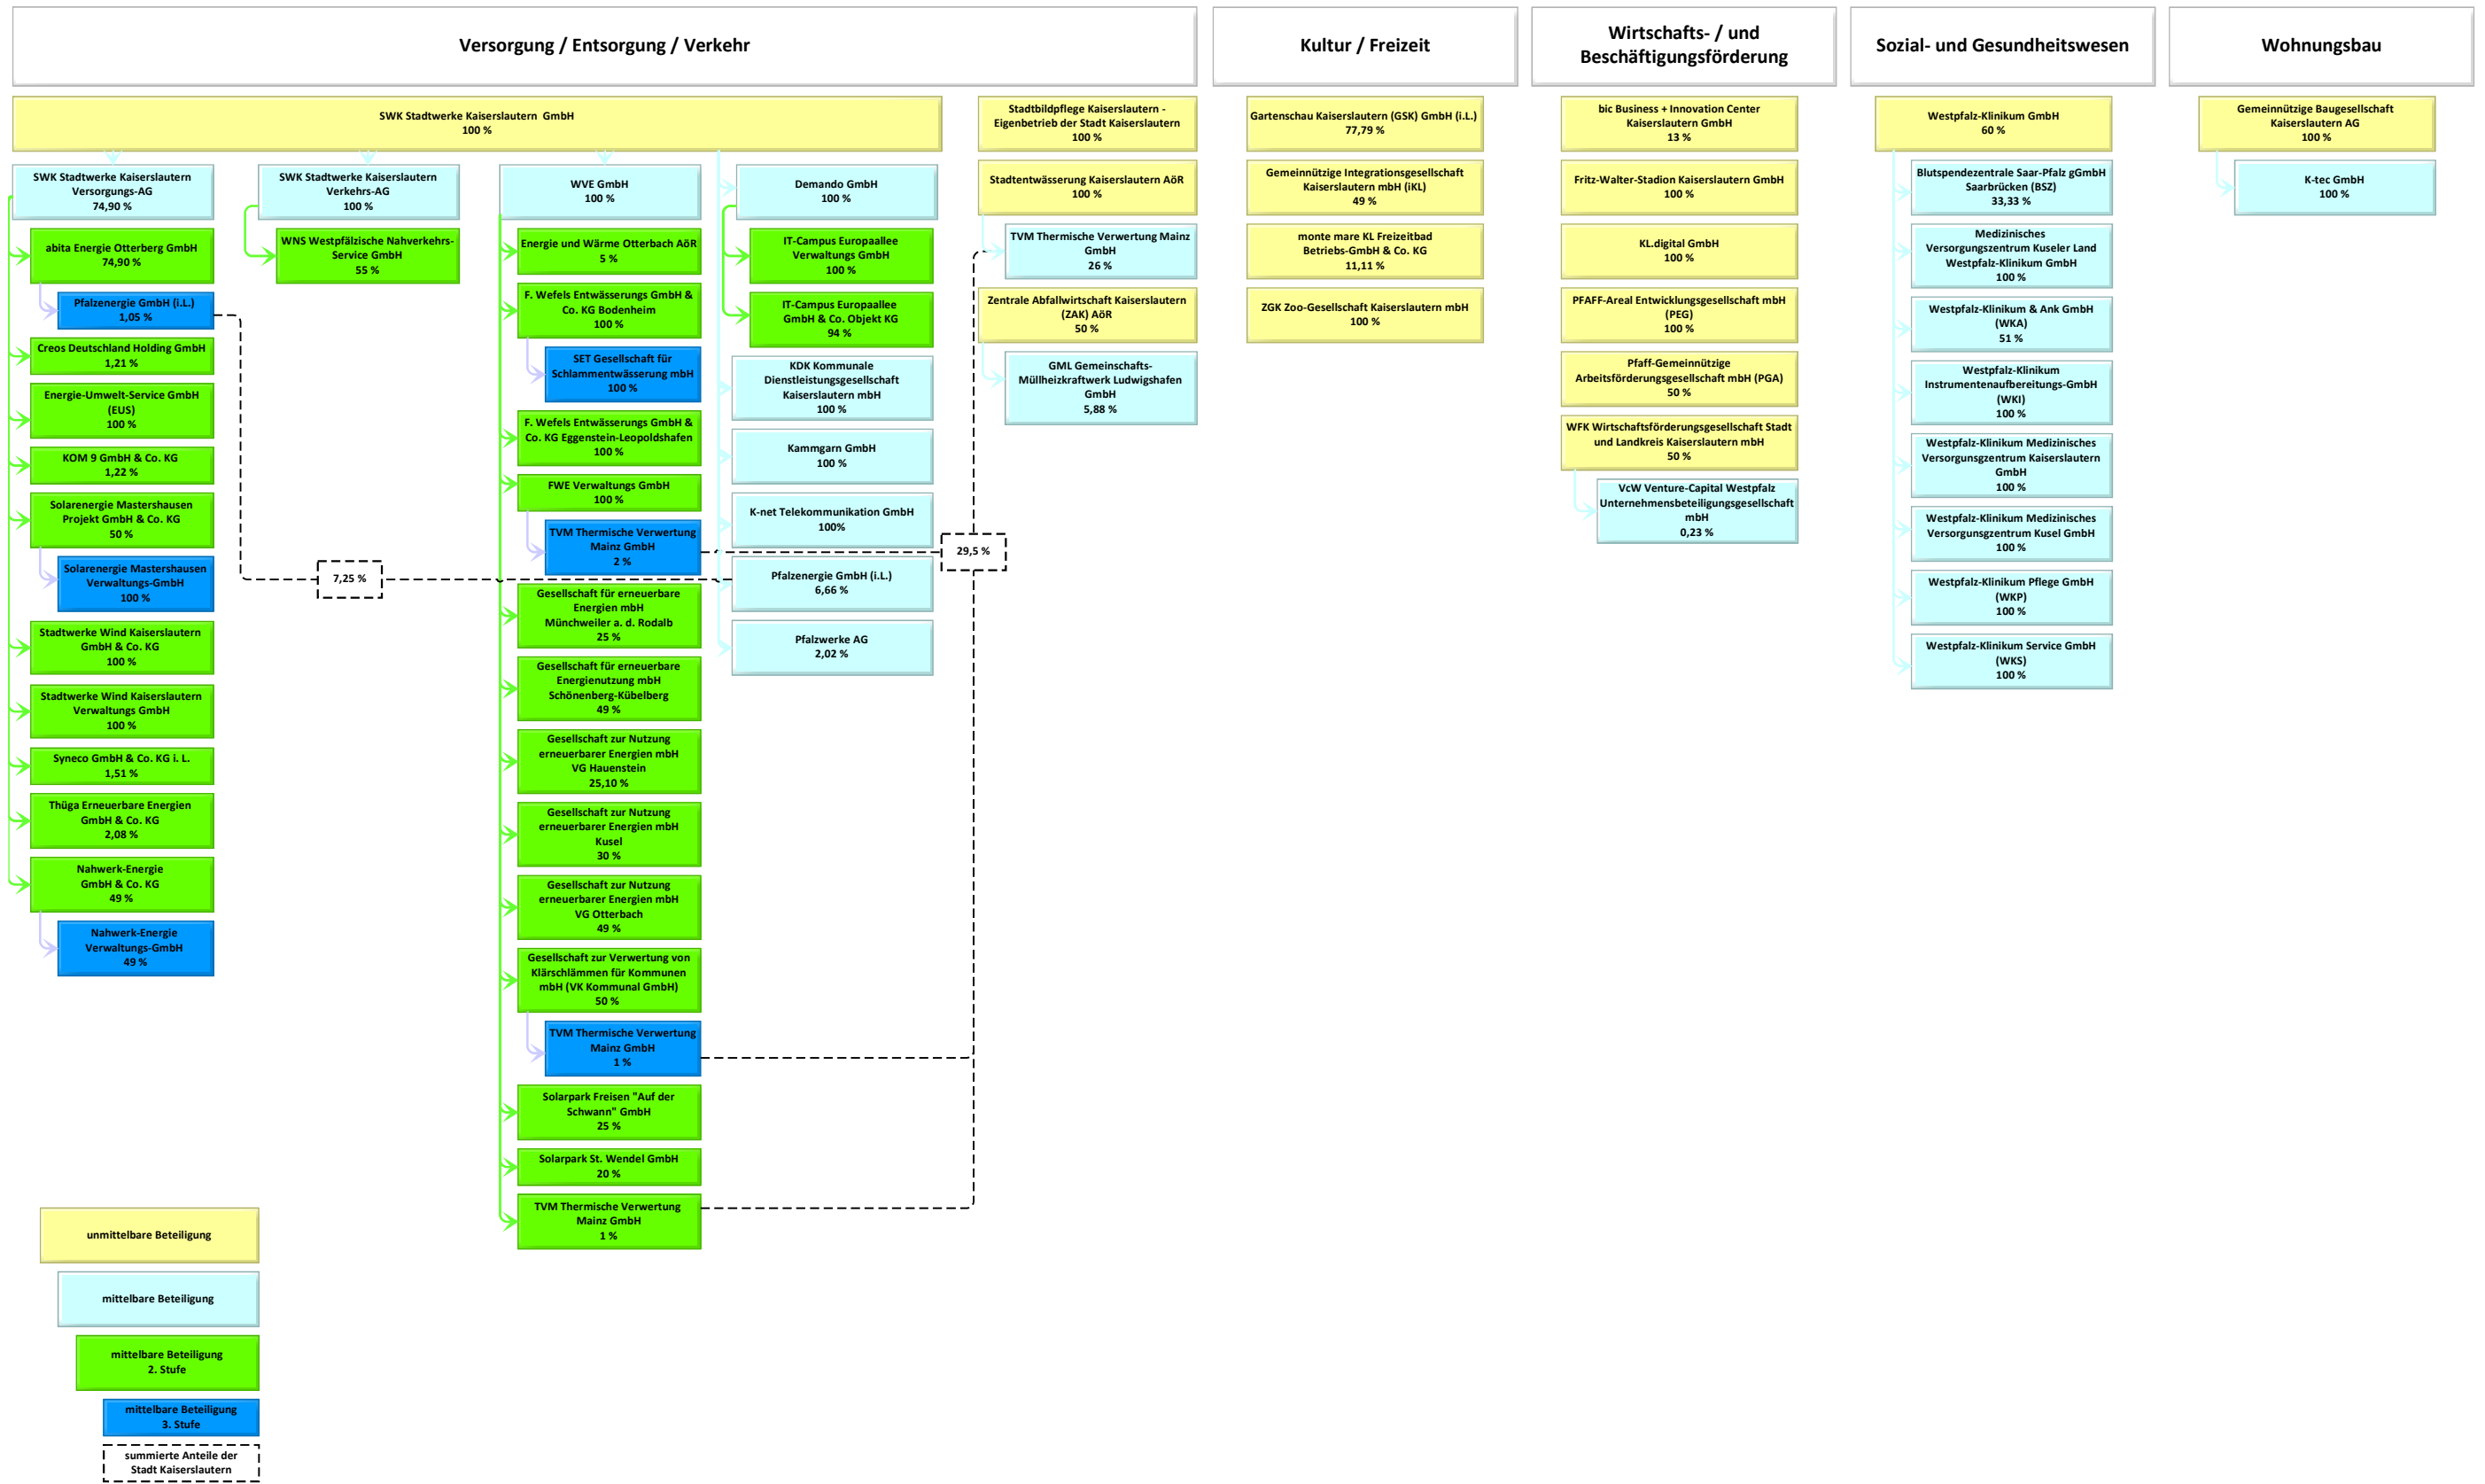 Versorgung / Entsorgung / Verkehr
Kultur / Freizeit
Wirtschafts- / und
Beschäftigungsförderung
Sozial- und Gesundheitswesen
Wohnungsbau
SWK Stadtwerke Kaiserslautern GmbH
100 %
SWK Stadtwerke Kaiserslautern
Versorgungs-AG
74,90 %
abita Energie Otterberg GmbH
74,90 %
Pfalzenergie GmbH (i.L.)
1,05 %
Creos Deutschland Holding GmbH
1,21 %
Energie-Umwelt-Service GmbH
(EUS)
100 %
KOM 9 GmbH & Co. KG
1,22 %
Solarenergie Mastershausen
Projekt GmbH & Co. KG
50 %
Solarenergie Mastershausen
Verwaltungs-GmbH
100 %
Stadtwerke Wind Kaiserslautern
GmbH & Co. KG
100 %
Stadtwerke Wind Kaiserslautern
Verwaltungs GmbH
100 %
Syneco GmbH & Co. KG i. L.
1,51 %
Thüga Erneuerbare Energien
GmbH & Co. KG
2,08 %
Nahwerk-Energie
GmbH & Co. KG
49 %
Nahwerk-Energie
Verwaltungs-GmbH
49 %
SWK Stadtwerke Kaiserslautern
Verkehrs-AG
100 %
WNS Westpfälzische Nahverkehrs-
Service GmbH
55 %
7,25 %
WVE GmbH
100 %
Energie und Wärme Otterbach AöR
5 %
F. Wefels Entwässerungs GmbH &
Co. KG Bodenheim
100 %
SET Gesellschaft für
Schlammentwässerung mbH
100 %
F. Wefels Entwässerungs GmbH &
Co. KG Eggenstein-Leopoldshafen
100 %
FWE Verwaltungs GmbH
100 %
TVM Thermische Verwertung
Mainz GmbH
2 %
Gesellschaft für erneuerbare
Energien mbH
Münchweiler a. d. Rodalb
25 %
Gesellschaft für erneuerbare
Energienutzung mbH
Schönenberg-Kübelberg
49 %
Gesellschaft zur Nutzung
erneuerbarer Energien mbH
VG Hauenstein
25,10 %
Gesellschaft zur Nutzung
erneuerbarer Energien mbH
Kusel
30 %
Gesellschaft zur Nutzung
erneuerbarer Energien mbH
VG Otterbach
49 %
Gesellschaft zur Verwertung von
Klärschlämmen für Kommunen
mbH (VK Kommunal GmbH)
50 %
TVM Thermische Verwertung
Mainz GmbH
1 %
Solarpark Freisen "Auf der
Schwann" GmbH
25 %
Solarpark St. Wendel GmbH
20 %
TVM Thermische Verwertung
Mainz GmbH
1 %
Demando GmbH
100 %
IT-Campus Europaallee
Verwaltungs GmbH
100 %
IT-Campus Europaallee
GmbH & Co. Objekt KG
94 %
KDK Kommunale
Dienstleistungsgesellschaft
Kaiserslautern mbH
100 %
Kammgarn GmbH
100 %
K-net Telekommunikation GmbH
100%
Pfalzenergie GmbH (i.L.)
6,66 %
Pfalzwerke AG
2,02 %
29,5 %
Stadtbildpflege Kaiserslautern -
Eigenbetrieb der Stadt Kaiserslautern
100 %
Stadtentwässerung Kaiserslautern AöR
100 %
TVM Thermische Verwertung Mainz
GmbH
26 %
Zentrale Abfallwirtschaft Kaiserslautern
(ZAK) AöR
50 %
GML Gemeinschafts-
Müllheizkraftwerk Ludwigshafen
GmbH
5,88 %
Gartenschau Kaiserslautern (GSK) GmbH (i.L.)
77,79 %
Gemeinnützige Integrationsgesellschaft
Kaiserslautern mbH (iKL)
49 %
monte mare KL Freizeitbad
Betriebs-GmbH & Co. KG
11,11 %
ZGK Zoo-Gesellschaft Kaiserslautern mbH
100 %
bic Business + Innovation Center
Kaiserslautern GmbH
13 %
Fritz-Walter-Stadion Kaiserslautern GmbH
100 %
KL.digital GmbH
100 %
PFAFF-Areal Entwicklungsgesellschaft mbH
(PEG)
100 %
Pfaff-Gemeinnützige
Arbeitsförderungsgesellschaft mbH (PGA)
50 %
WFK Wirtschaftsförderungsgesellschaft Stadt
und Landkreis Kaiserslautern mbH
50 %
VcW Venture-Capital Westpfalz
Unternehmensbeteiligungsgesellschaft
mbH
0,23 %
Westpfalz-Klinikum GmbH
60 %
Blutspendezentrale Saar-Pfalz gGmbH
Saarbrücken (BSZ)
33,33 %
Medizinisches
Versorgungszentrum Kuseler Land
Westpfalz-Klinikum GmbH
100 %
Westpfalz-Klinikum & Ank GmbH
(WKA)
51 %
Westpfalz-Klinikum
Instrumentenaufbereitungs-GmbH
(WKI)
100 %
Westpfalz-Klinikum Medizinisches
Versorgungszentrum Kaiserslautern
GmbH
100 %
Westpfalz-Klinikum Medizinisches
Versorgungszentrum Kusel GmbH
100 %
Westpfalz-Klinikum Pflege GmbH
(WKP)
100 %
Westpfalz-Klinikum Service GmbH
(WKS)
100 %
Gemeinnützige Baugesellschaft
Kaiserslautern AG
100 %
K-tec GmbH
100 %
unmittelbare Beteiligung
mittelbare Beteiligung
mittelbare Beteiligung
2. Stufe
mittelbare Beteiligung
3. Stufe
summierte Anteile der
Stadt Kaiserslautern